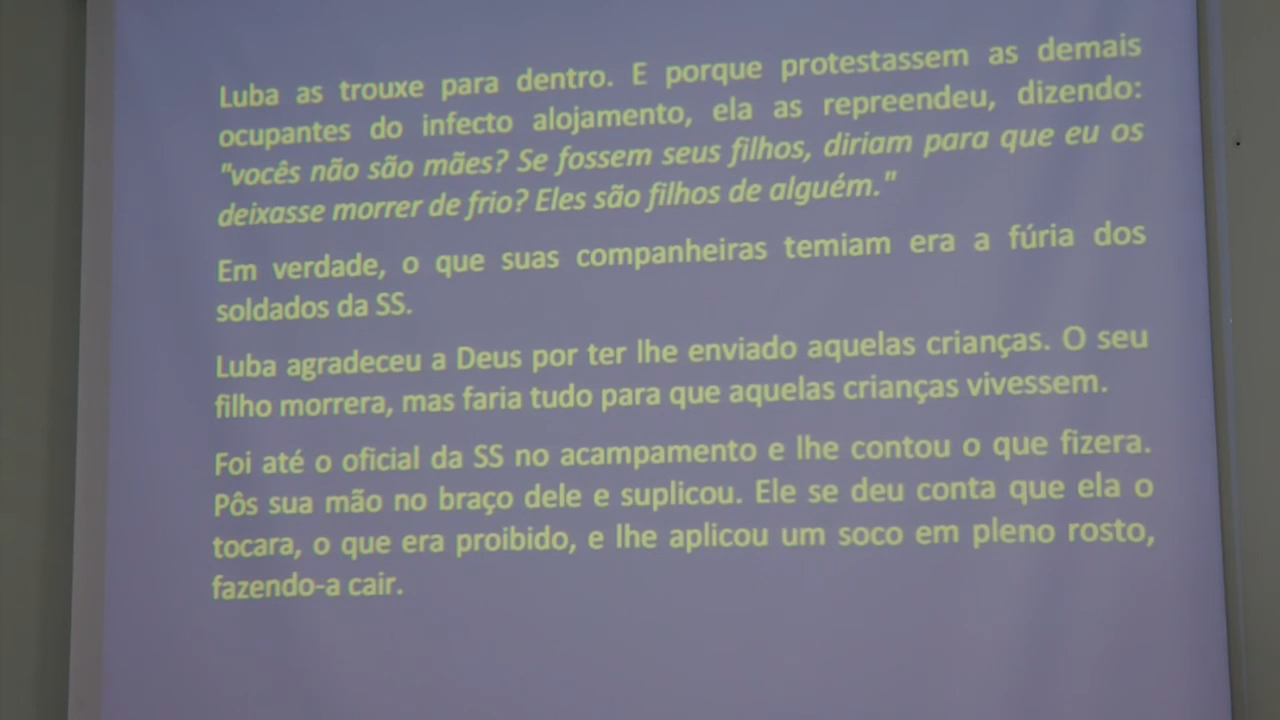 Luba as trouxe para dentro. E porque protestassem as demais
ocupantes do infecto alojamento, ela as repreendeu, dizendo:
"vocês não são mães? Se fossem seus filhos, diriam para que eu os
deixasse morrer de frio? Eles são filhos de alguém."
Em verdade, o que suas companheiras temiam era a fúria dos
soldados da SS.
Luba agradeceu a Deus por ter lhe enviado aquelas crianças. O seu
filho morrera, mas faria tudo para que aquelas crianças vivessem.
Foi até o oficial da SS no acampamento e lhe contou o que fizera.
Pôs sua mão no braço dele e suplicou. Ele se deu conta que ela o
tocara, o que era proibido, e lhe aplicou um soco em pleno rosto,
fazendo-a cair.